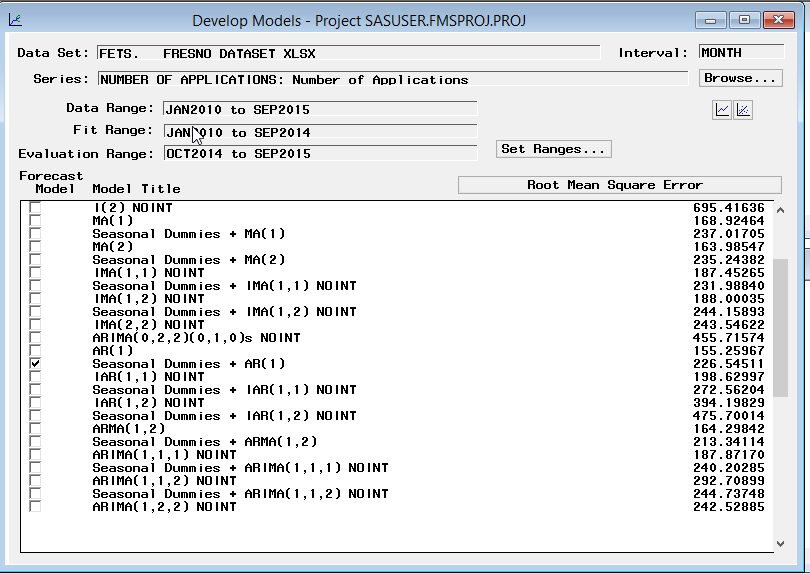 Develop Models - Project SASUSER.FMSPROJ.PROJ
Data Set: FETS. FRESNO DATASET XLSX Interval: MONTH
Series: NUMBER OF APPLICATIONS: Number of Applications Browse...
Data Range: JAN2010 to SEP2015
Fit Range: JAN2010 to SEP2014
Evaluation Range: OCT2014 to SEP2015 Set Ranges...
Forecast
Model Model Title Root Mean Square Error
I(2) NOINT 695.41636
MA(1) 168.92464
Seasonal Dummies + MA(1) 237.01705
MA(2) 163.98547
Seasonal Dummies + MA(2) 235.24382
IMA(1,1) NOINT 187.45265
Seasonal Dummies + IMA(1,1) NOINT 231.98840
IMA(1,2) NOINT 188.00035
Seasonal Dummies + IMA(1,2) NOINT 244.15893
IMA(2,2) NOINT 243.54622
ARIMA(0,2,2)(0,1,0)s NOINT 455.71574
AR(1) 155.25967
Seasonal Dummies + AR(1) 226.54511
IAR(1,1) NOINT 198.62997
Seasonal Dummies + IAR(1,1) NOINT 272.56204
IAR(1,2) NOINT 394.19829
Seasonal Dummies + IAR(1,2) NOINT 475.70014
ARMA(1,2) 164.29842
Seasonal Dummies + ARMA(1,2) 213.34114
ARIMA(1,1,1) NOINT 187.87170
Seasonal Dummies + ARIMA(1,1,1) NOINT 240.20285
ARIMA(1,1,2) NOINT 292.70899
Seasonal Dummies + ARIMA(1,1,2) NOINT 244.73748
ARIMA(1,2,2) NOINT 242.52885